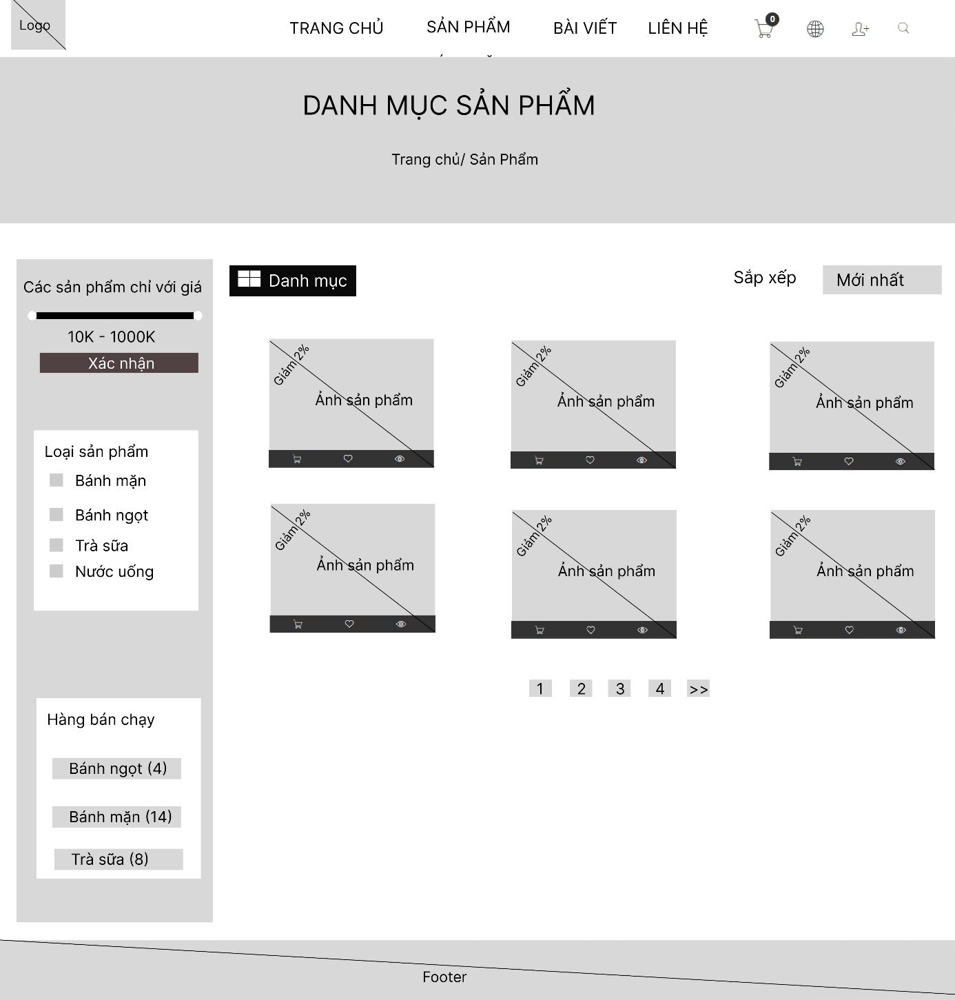 Logo
TRANG CHỦ
SẢN PHẨM
BÀI VIẾT
LIÊN HỆ
0
DANH MỤC SẢN PHẨM
Trang chủ/ Sản Phẩm
Các sản phẩm chỉ với giá
10K - 1000K
Xác nhận
Loại sản phẩm
Bánh mặn
Bánh ngọt
Trà sữa
Nước uống
Hàng bán chạy
Bánh ngọt (4)
Bánh mặn (14)
Trà sữa (8)
Danh mục
Sắp xếp
Mới nhất
Giảm 2%
Ảnh sản phẩm
Giảm 2%
Ảnh sản phẩm
Giảm 2%
Ảnh sản phẩm
Giảm 2%
Ảnh sản phẩm
Giảm 2%
Ảnh sản phẩm
Giảm 2%
Ảnh sản phẩm
1 2 3 4 >>
Footer